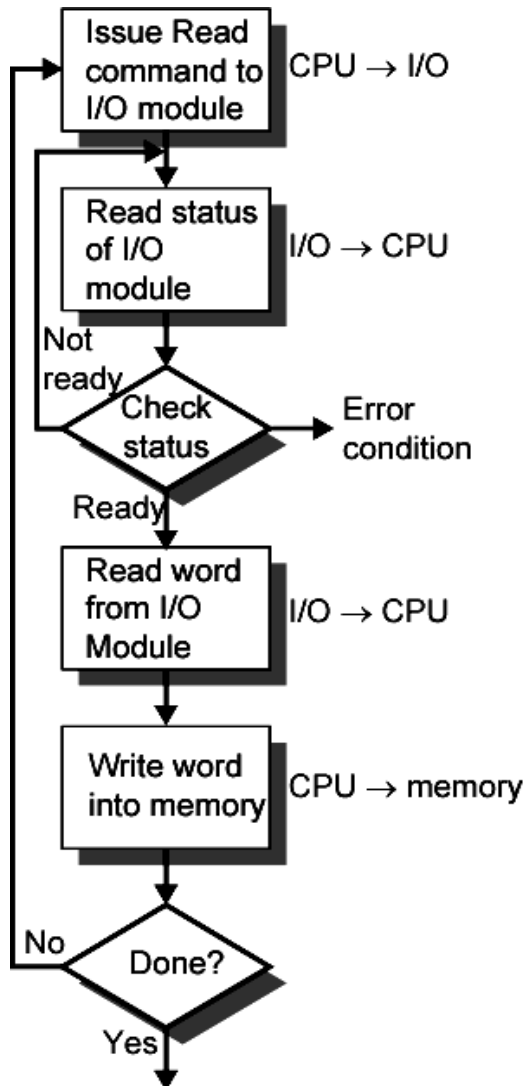 Issue Read
command to
I/O module
CPU → I/O
Read status
of I/O
module
I/O → CPU
Not
ready
Check
status
Error
condition
Ready
Read word
from I/O
Module
I/O → CPU
Write word
into memory
CPU → memory
No
Done?
Yes